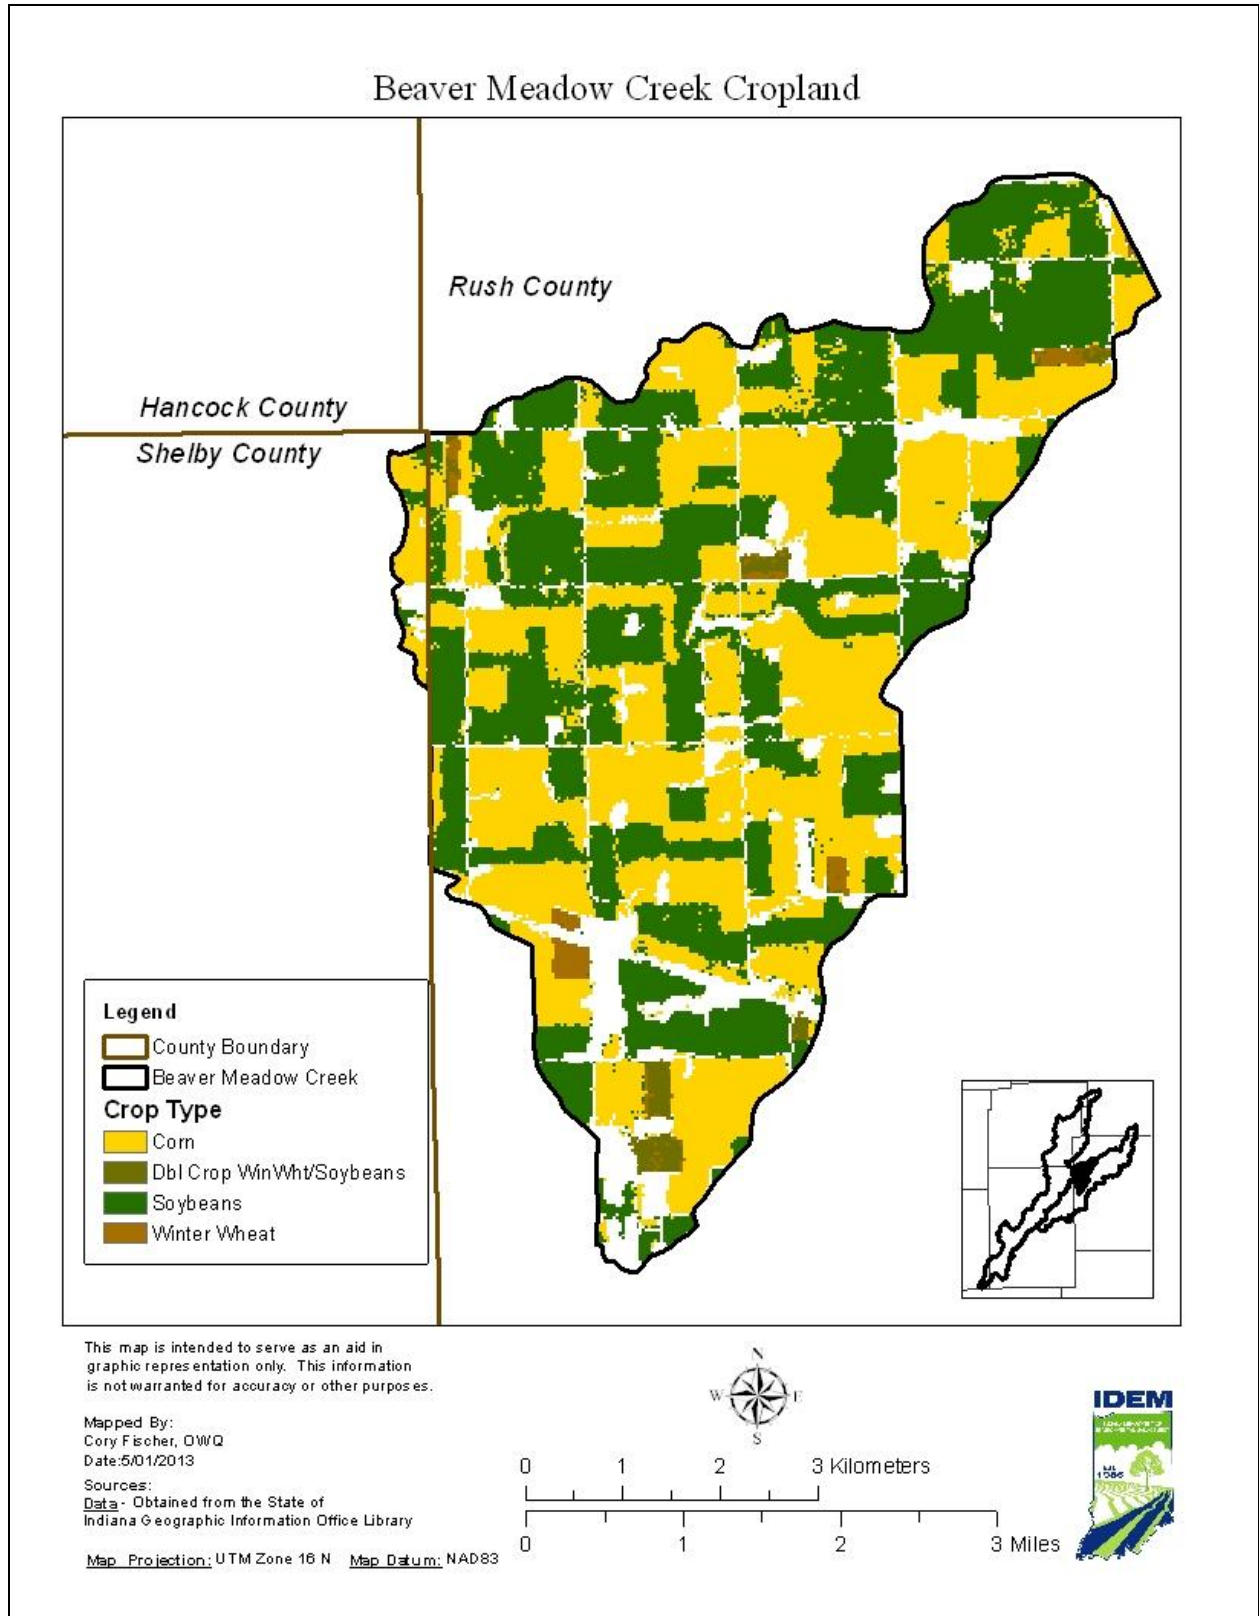 Beaver Meadow Creek Cropland
Rush County
Hancock County
Shelby County
Legend
County Boundary
Beaver Meadow Creek
Crop Type
Corn
Dbl Crop WinWht/Soybeans
Soybeans
Winter Wheat
This map is intended to serve as an aid in
graphic representation only. This information
is not warranted for accuracy or other purposes.
Mapped By:
Cory Fischer, OWQ
Date:5/01/2013
Sources:
Data - Obtained from the State of
Indiana Geographic Information Office Library
Map Projection: UTM Zone 16 N Map Datum: NAD83
N
W E
S
0 1 2 3 Kilometers
0 1 2 3 Miles
IDEM
1986